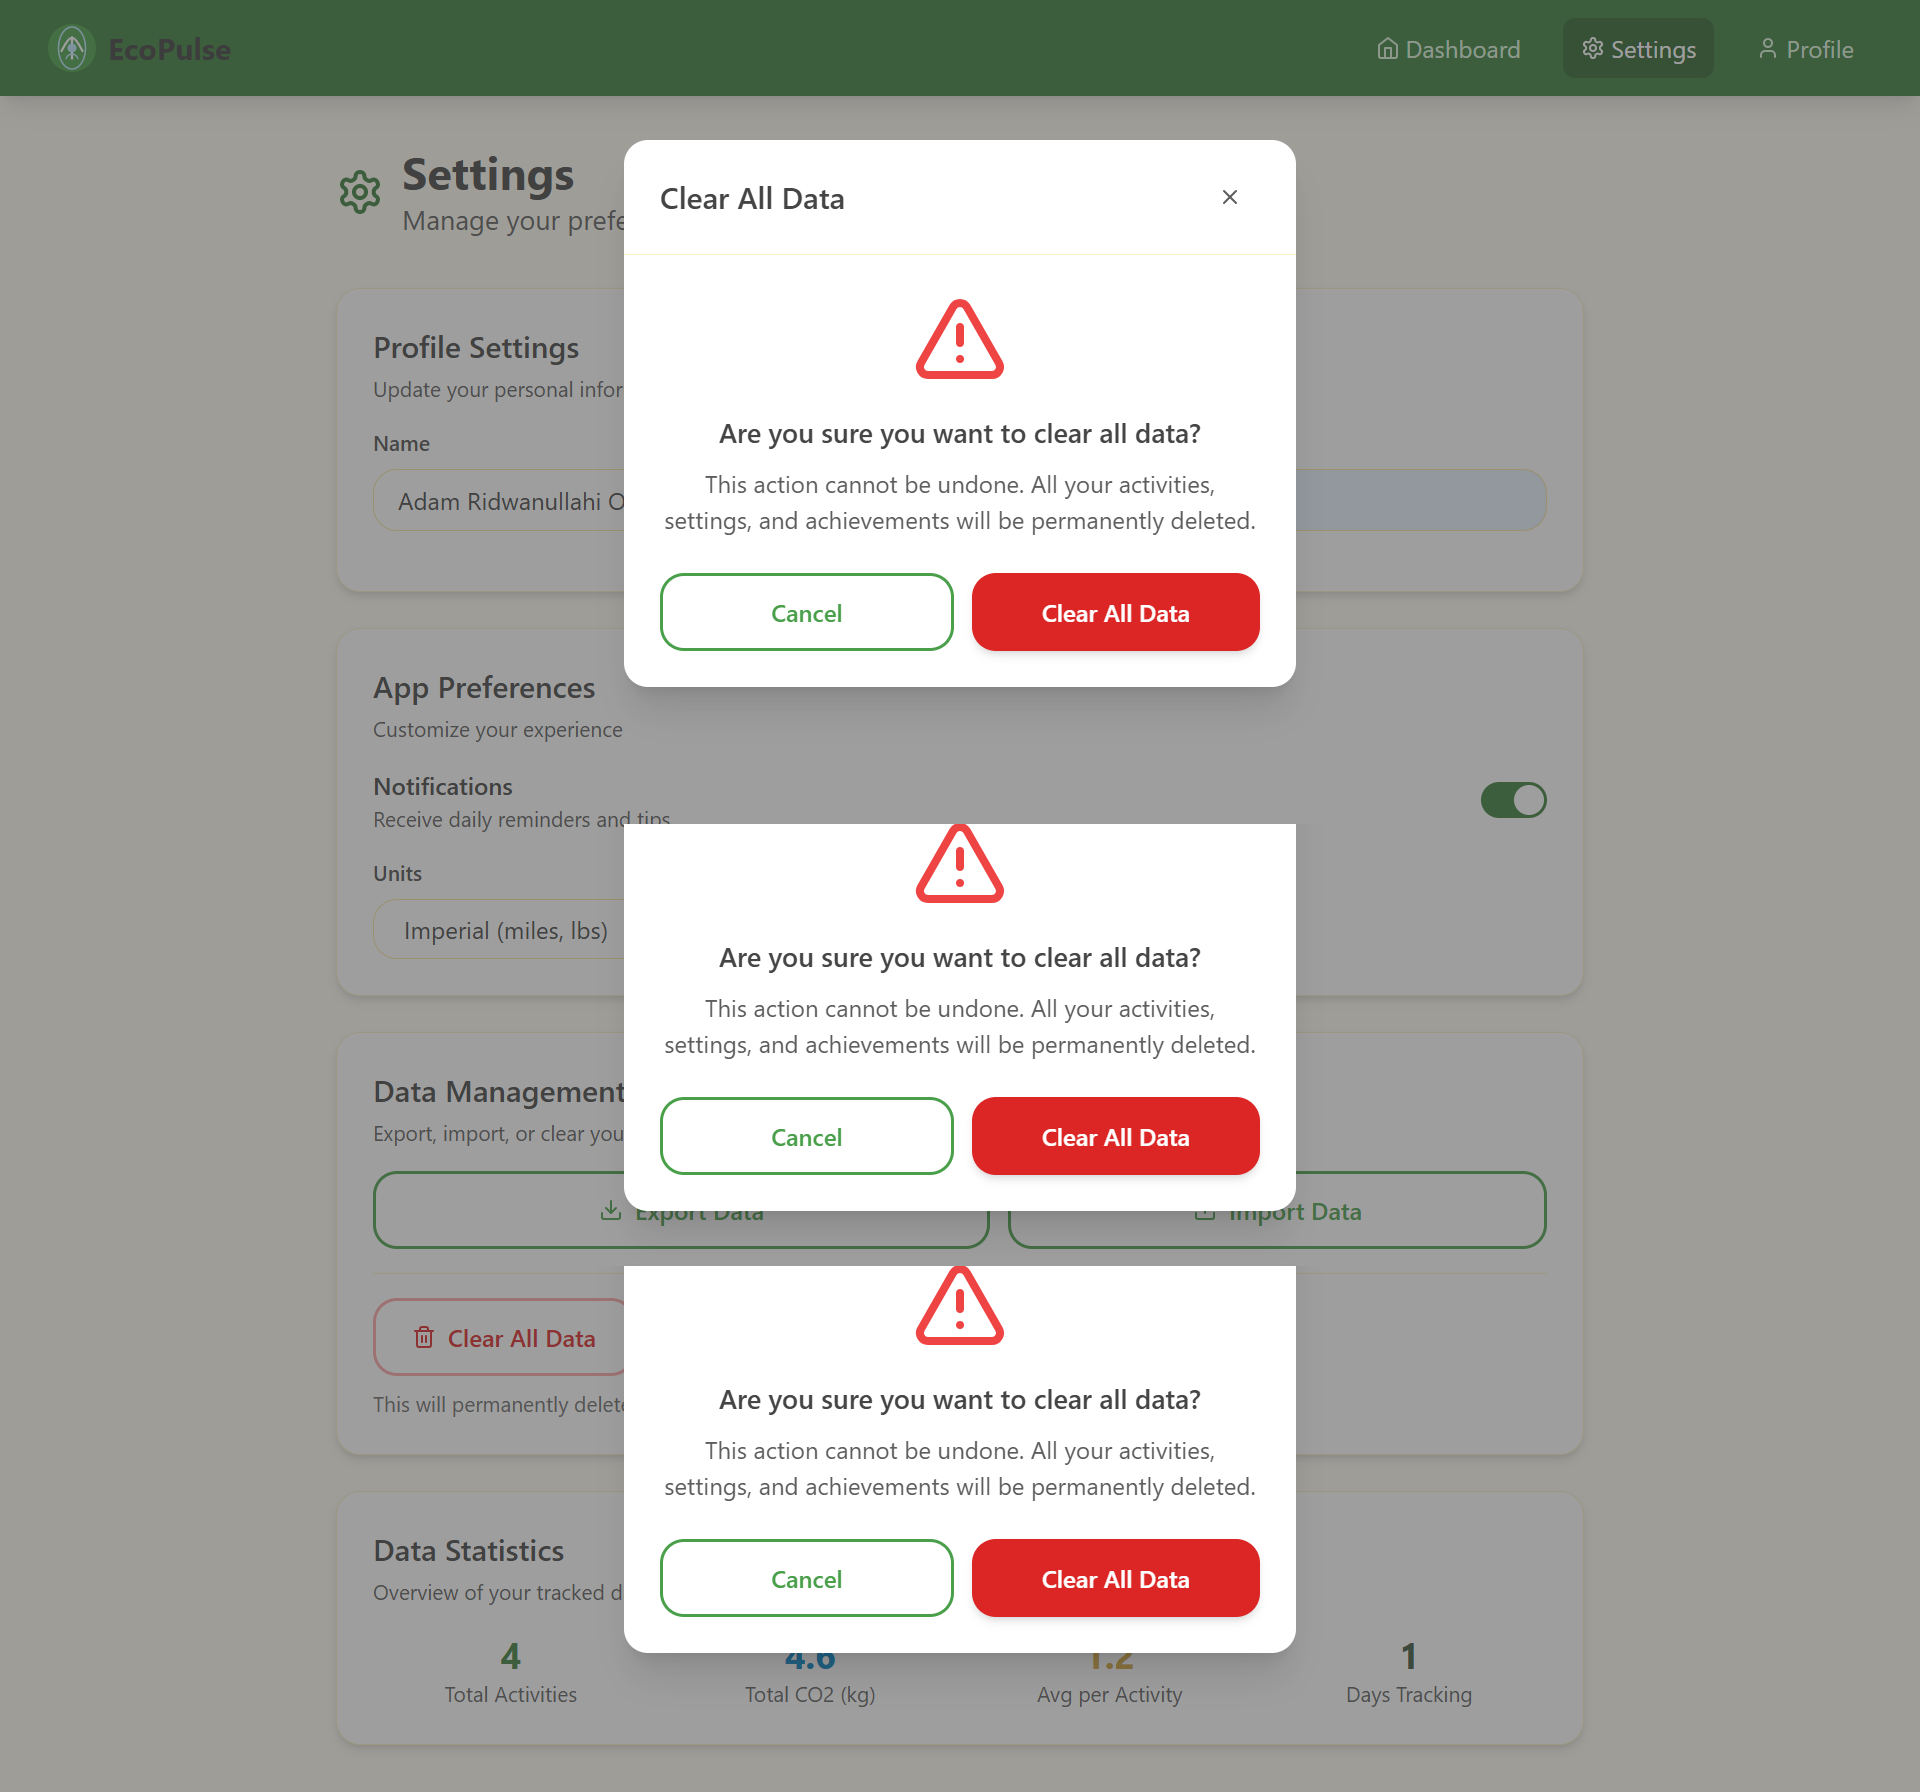 EcoPulse
Dashboard
Settings
Profile
Settings
Manage your
Clear All Data
Profile Settings
Update your personal
Name
Adam Ridwanullahi O
Are you sure you want to clear all data?
This action cannot be undone. All your activities,
settings, and achievements will be permanently deleted.
Cancel
Clear All Data
App Preferences
Customize your experience
Notifications
Receive daily reminders and tips
Units
Imperial (miles, lbs)
Are you sure you want to clear all data?
This action cannot be undone. All your activities,
settings, and achievements will be permanently deleted.
Cancel
Clear All Data
Data Management
Export, import, or clear
Export Data
Import Data
Clear All Data
This will permanently delete
Are you sure you want to clear all data?
This action cannot be undone. All your activities,
settings, and achievements will be permanently deleted.
Cancel
Clear All Data
Data Statistics
Overview of your tracked
4
4.6
1.2
1
Total Activities
Total CO2 (kg)
Avg per Activity
Days Tracking